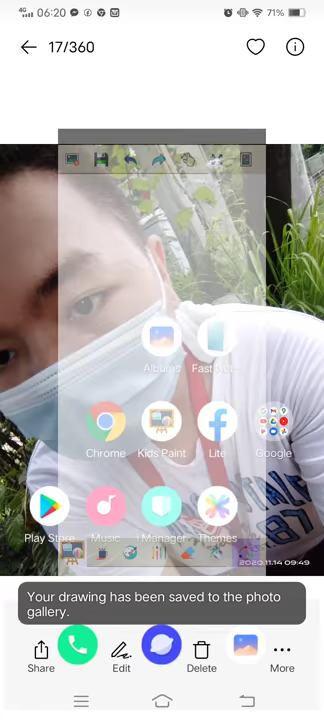 4G 06:20 71%
17/360
Albums
Chrome Kids Paint Lite Google
Play Store Music i Manager Themes
2020.11.14 09:49
Your drawing has been saved to the photo
gallery.
Share Edit Delete More